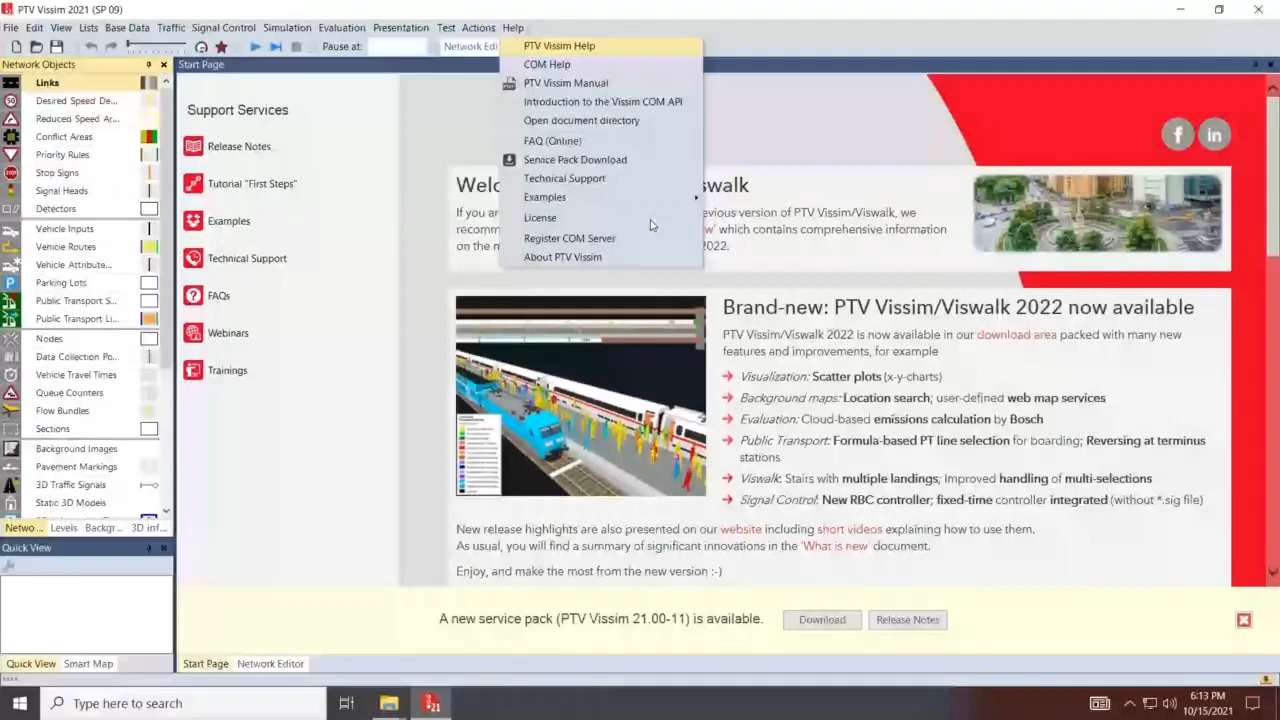 PTV Vissim 2021 (SP 09)
File Edit View Lists Base Data Traffic Signal Control Simulation Evaluation Presentation Test Actions Help
Pause at: Network Edi
Network Objects
Links
Desired Speed De...
Reduced Speed Ar...
Conflict Areas
Priority Rules
Stop Signs
Signal Heads
Detectors
Vehicle Inputs
Vehicle Routes
Vehicle Attribute...
Parking Lots
Public Transport S...
Public Transport Li...
Nodes
Data Collection Po...
Vehicle Travel Times
Queue Counters
Flow Bundles
Sections
Background Images
Pavement Markings
3D Traffic Signals
Static 3D Models
Netwo... Levels Backgr... 3D inf...
Quick View
Quick View Smart Map
Start Page
Support Services
Release Notes
Tutorial "First Steps"
Examples
Technical Support
FAQs
Webinars
Trainings
PTV Vissim Help
COM Help
PTV Vissim Manual
Introduction to the Vissim COM API
Open document directory
FAQ (Online)
Service Pack Download
Technical Support
Examples
License
Register COM Server
About PTV Vissim
Welc swalk
If you ar evious version of PTV Vissim/Viswalk, we
recomm w' which contains comprehensive information
on the m 2022.
Brand-new: PTV Vissim/Viswalk 2022 now available
PTV Vissim/Viswalk 2022 is now available in our download area packed with many new
features and improvements, for example
Visualization: Scatter plots (x-y-charts)
Background maps: Location search; user-defined web map services
Evaluation: Cloud-based emissions calculation by Bosch
Public Transport: Formula-based PT line selection for boarding; Reversing at terminus
stations
Viswalk: Stairs with multiple landings; Improved handling of multi-selections
Signal Control: New RBC controller; fixed-time controller integrated (without *.sig file)
New release highlights are also presented on our website including short videos explaining how to use them.
As usual, you will find a summary of significant innovations in the 'What is new' document.
Enjoy, and make the most from the new version :-)
A new service pack (PTV Vissim 21.00-11) is available. Download Release Notes
Start Page Network Editor
Type here to search
6:13 PM
10/15/2021